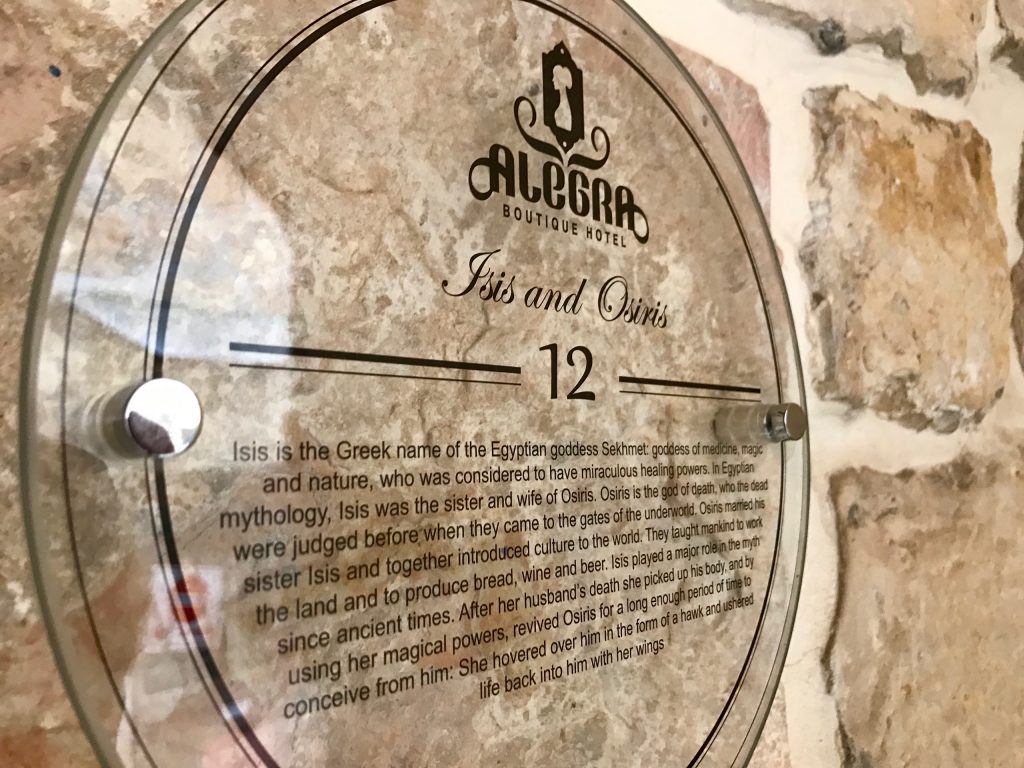 ALEGRA
BOUTIQUE HOTEL
Isis and Osiris
12
Isis is the Greek name of the Egyptian goddess Sekhmet: goddess of medicine, magic
and nature, who was considered to have miraculous healing powers. In Egyptian
mythology, Isis was the sister and wife of Osiris. Osiris is the god of death, who the dead
were judged before when they came to the gates of the underworld. Osiris married his
sister Isis and together introduced culture to the world. They taught mankind to work
the land and to produce bread, wine and beer. Isis played a major role in the myth
since ancient times. After her husband's death she picked up his body, and by
using her magical powers, revived Osiris for a long enough period of time to
conceive from him: She hovered over him in the form of a hawk and ushered
life back into him with her wings